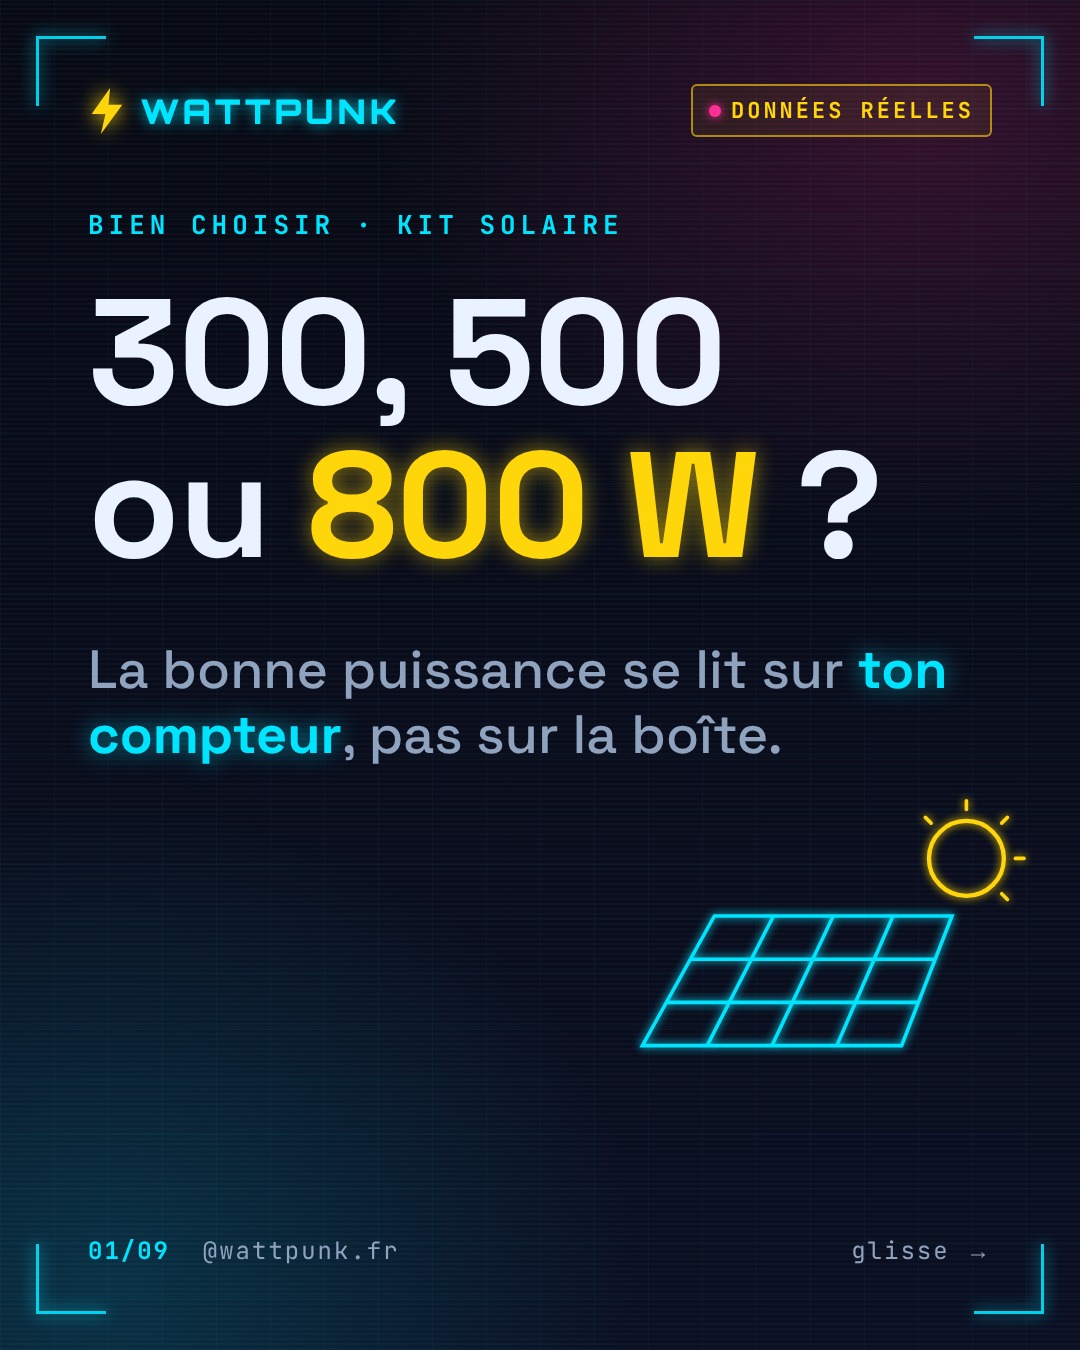 WATTPUNK
DONNÉES RÉELLES
BIEN CHOISIR · KIT SOLAIRE
300, 500
ou 800 W ?
La bonne puissance se lit sur ton
compteur, pas sur la boîte.
01/09 @wattpunk.fr
glisse →